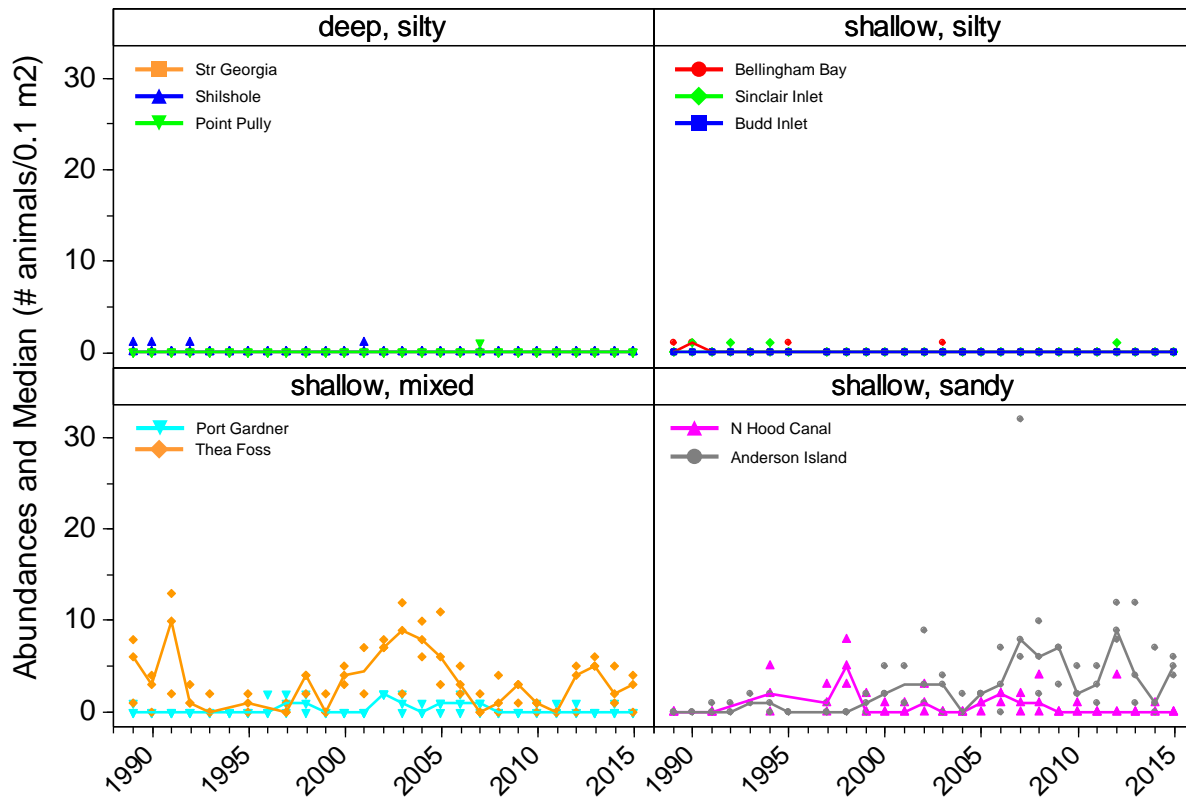 Abundances and Median (# animals/0.1 m2)
deep, silty
30
20
10
0
Str Georgia
Shilshole
Point Pully
shallow, silty
Bellingham Bay
Sinclair Inlet
Budd Inlet
shallow, mixed
30
20
10
0
Port Gardner
Thea Foss
1990
1995
2000
2005
2010
2015
shallow, sandy
N Hood Canal
Anderson Island
1990
1995
2000
2005
2010
2015